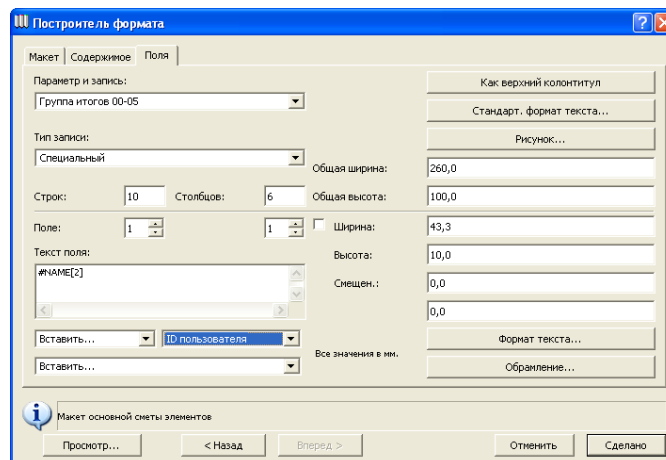 Построитель формата
Макет Содержимое Поля
Параметр и запись:
Группа итогов 00-05
Как верхний колонтитул
Стандарт. формат текста...
Тип записи:
Специальный
Рисунок...
Общая ширина: 260,0
Строк: 10 Столбцов: 6 Общая высота: 100,0
Поле: 1 1 Ширина: 43,3
Текст поля:
#NAME[2]
Высота: 10,0
Смещен.: 0,0
0,0
Вставить... ID пользователя
Формат текста...
Все значения в мм.
Вставить...
Обрамление...
Макет основной сметы элементов
Просмотр... < Назад Вперед > Отменить Сделано